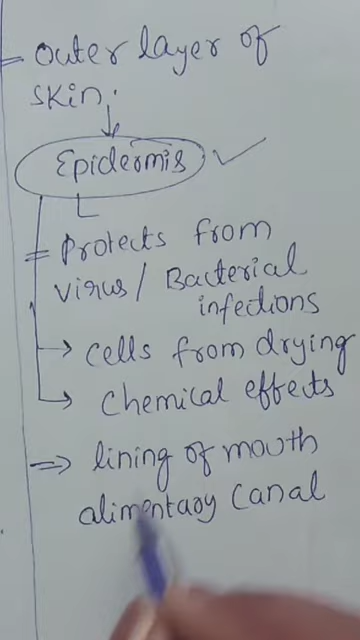 - Outer layer of
skin.
↓
Epidermis ✓
= Protects from
virus / Bacterial
infections
→ Cells from drying
→ Chemical effects
⇒ lining of mouth
alimentary canal